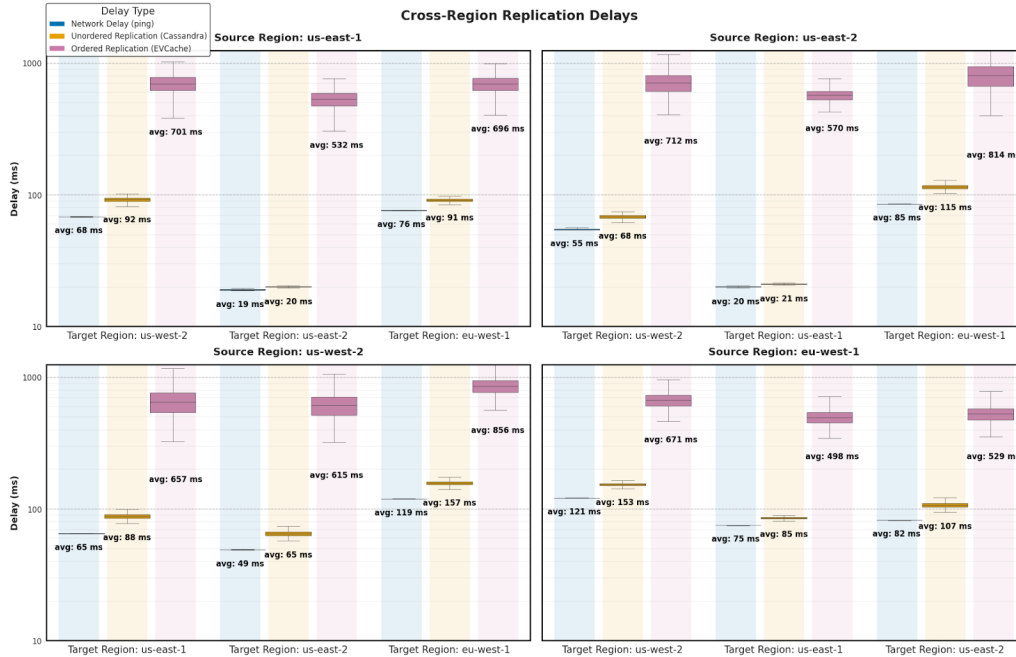 Cross-Region Replication Delays
Delay Type
Network Delay (ping)
Unordered Replication (Cassandra)
Ordered Replication (EVCache)
Source Region: us-east-1
Delay (ms)
1000
100
10
avg: 68 ms
avg: 92 ms
avg: 701 ms
avg: 19 ms
avg: 20 ms
avg: 532 ms
avg: 76 ms
avg: 91 ms
avg: 696 ms
Target Region: us-west-2
Target Region: us-east-2
Target Region: eu-west-1
Source Region: us-east-2
1000
100
10
avg: 55 ms
avg: 68 ms
avg: 712 ms
avg: 20 ms
avg: 21 ms
avg: 570 ms
avg: 85 ms
avg: 115 ms
avg: 814 ms
Target Region: us-west-2
Target Region: us-east-1
Target Region: eu-west-1
Source Region: us-west-2
Delay (ms)
1000
100
10
avg: 65 ms
avg: 88 ms
avg: 657 ms
avg: 49 ms
avg: 65 ms
avg: 615 ms
avg: 119 ms
avg: 157 ms
avg: 856 ms
Target Region: us-east-1
Target Region: us-east-2
Target Region: eu-west-1
Source Region: eu-west-1
1000
100
10
avg: 121 ms
avg: 153 ms
avg: 671 ms
avg: 75 ms
avg: 85 ms
avg: 498 ms
avg: 82 ms
avg: 107 ms
avg: 529 ms
Target Region: us-west-2
Target Region: us-east-1
Target Region: us-east-2